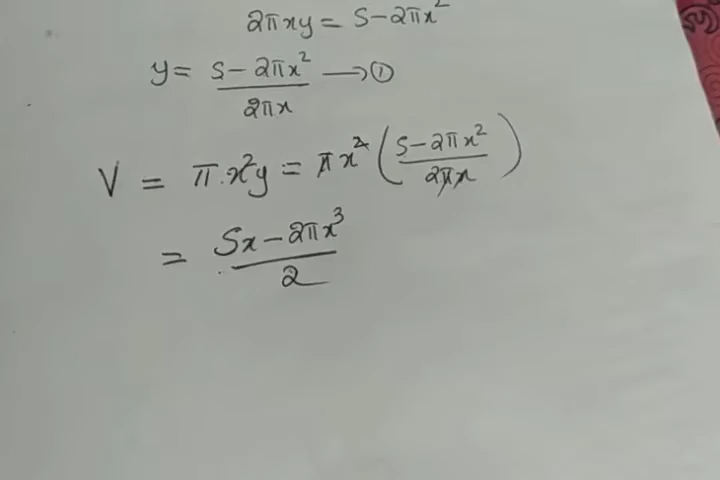 2πxy = S-2πx²
y = S-2πx² / 2πx → ①
V = π.x²y = πx² ( S-2πx² / 2πx )
= Sx-2πx³ / 2